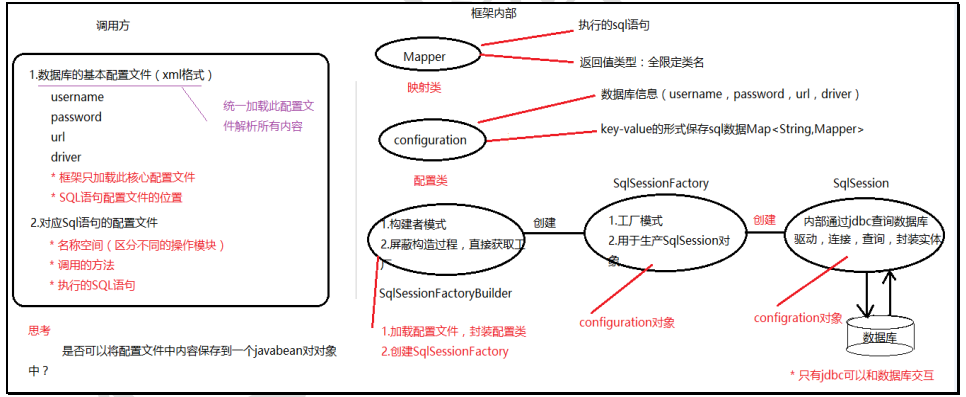 调用方
1.数据库的基本配置文件（xml格式）
username
password
url
driver
统一加载此配置文
件解析所有内容
* 框架只加载此核心配置文件
* SQL语句配置文件的位置
2.对应Sql语句的配置文件
* 名称空间（区分不同的操作模块）
* 调用的方法
* 执行的SQL语句
思考
是否可以将配置文件中内容保存到一个javabean对对象
中？
框架内部
Mapper
映射类
执行的sql语句
返回值类型：全限定类名
configuration
配置类
数据库信息（username，password，url，driver）
key-value的形式保存sql数据Map<String,Mapper>
1.构建者模式
2.屏蔽构造过程，直接获取工
厂
SqlSessionFactoryBuilder
1.加载配置文件，封装配置类
2.创建SqlSessionFactory
创建
SqlSessionFactory
1.工厂模式
2.用于生产SqlSession对
象
configuration对象
创建
SqlSession
内部通过jdbc查询数据库
驱动，连接，查询，封装实体
configration对象
数据库
* 只有jdbc可以和数据库交互